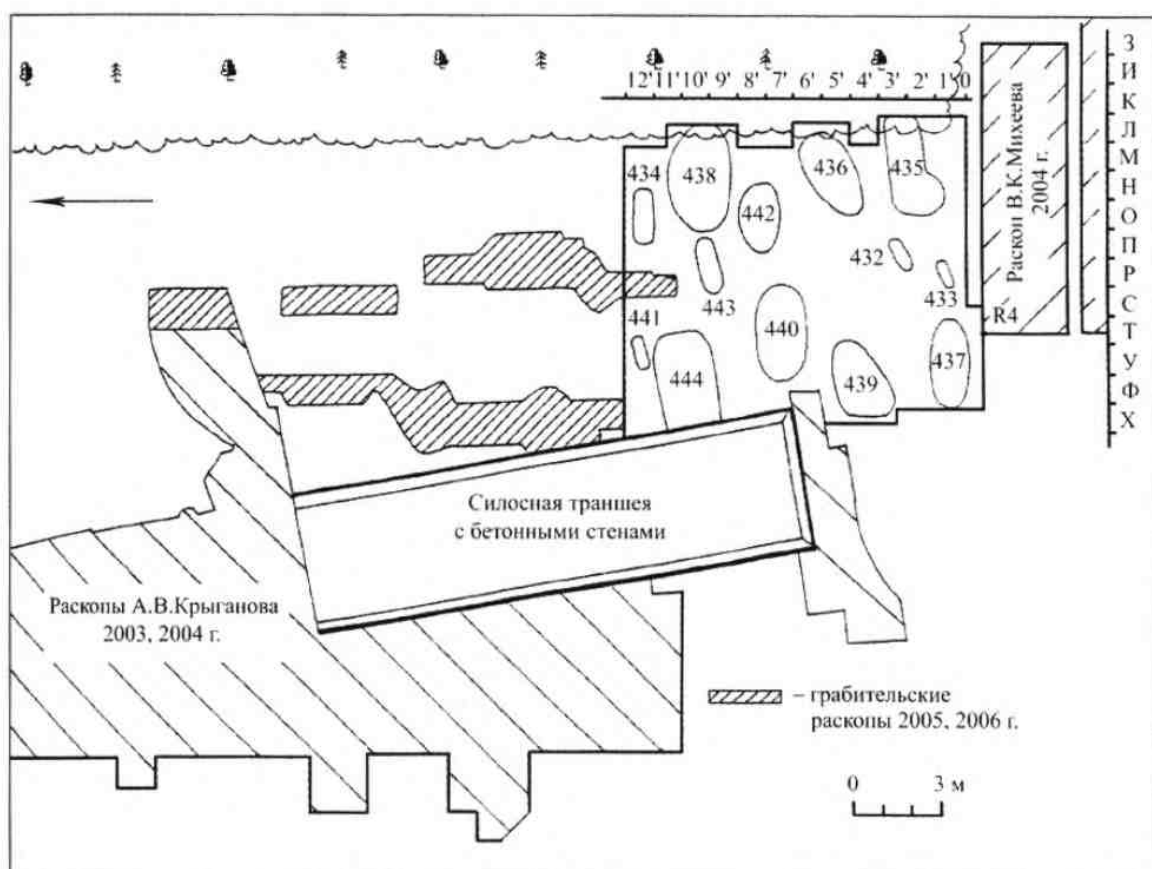 12' 11' 10' 9' 8' 7' 6' 5' 4' 3' 2' 1' 0
З
И
К
Л
М
Н
О
П
Р
С
Т
У
Ф
Х
Раскоп В.К.Михеева
2004 г.
434
438
436
435
442
432
443
433
441
R4
440
444
439
437
Силосная траншея
с бетонными стенами
Раскопы А.В.Крыганова
2003, 2004 г.
– грабительские
раскопы 2005, 2006 г.
0 3 м